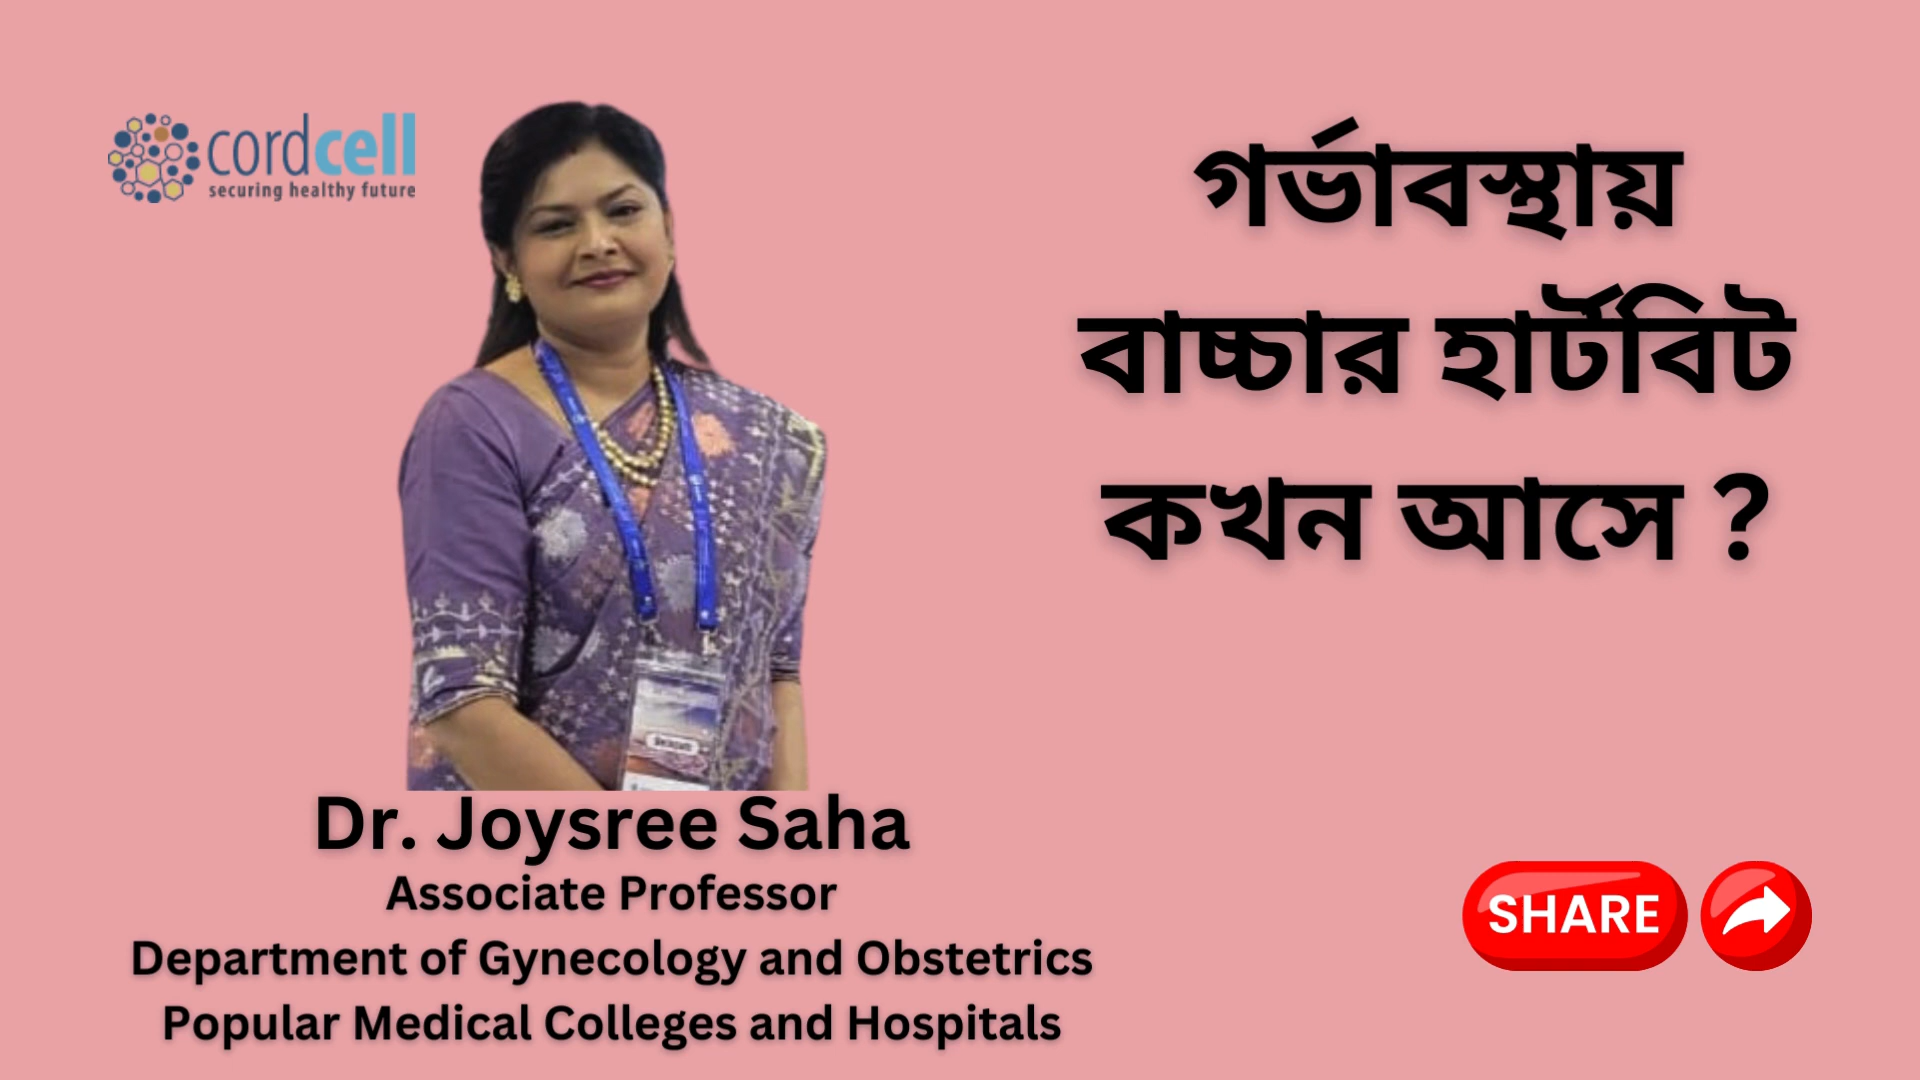 cordcell
securing healthy future
গর্ভাবস্থায়
বাচ্চার হার্টবিট
কখন আসে ?
Dr. Joysree Saha
Associate Professor
Department of Gynecology and Obstetrics
Popular Medical Colleges and Hospitals
SHARE